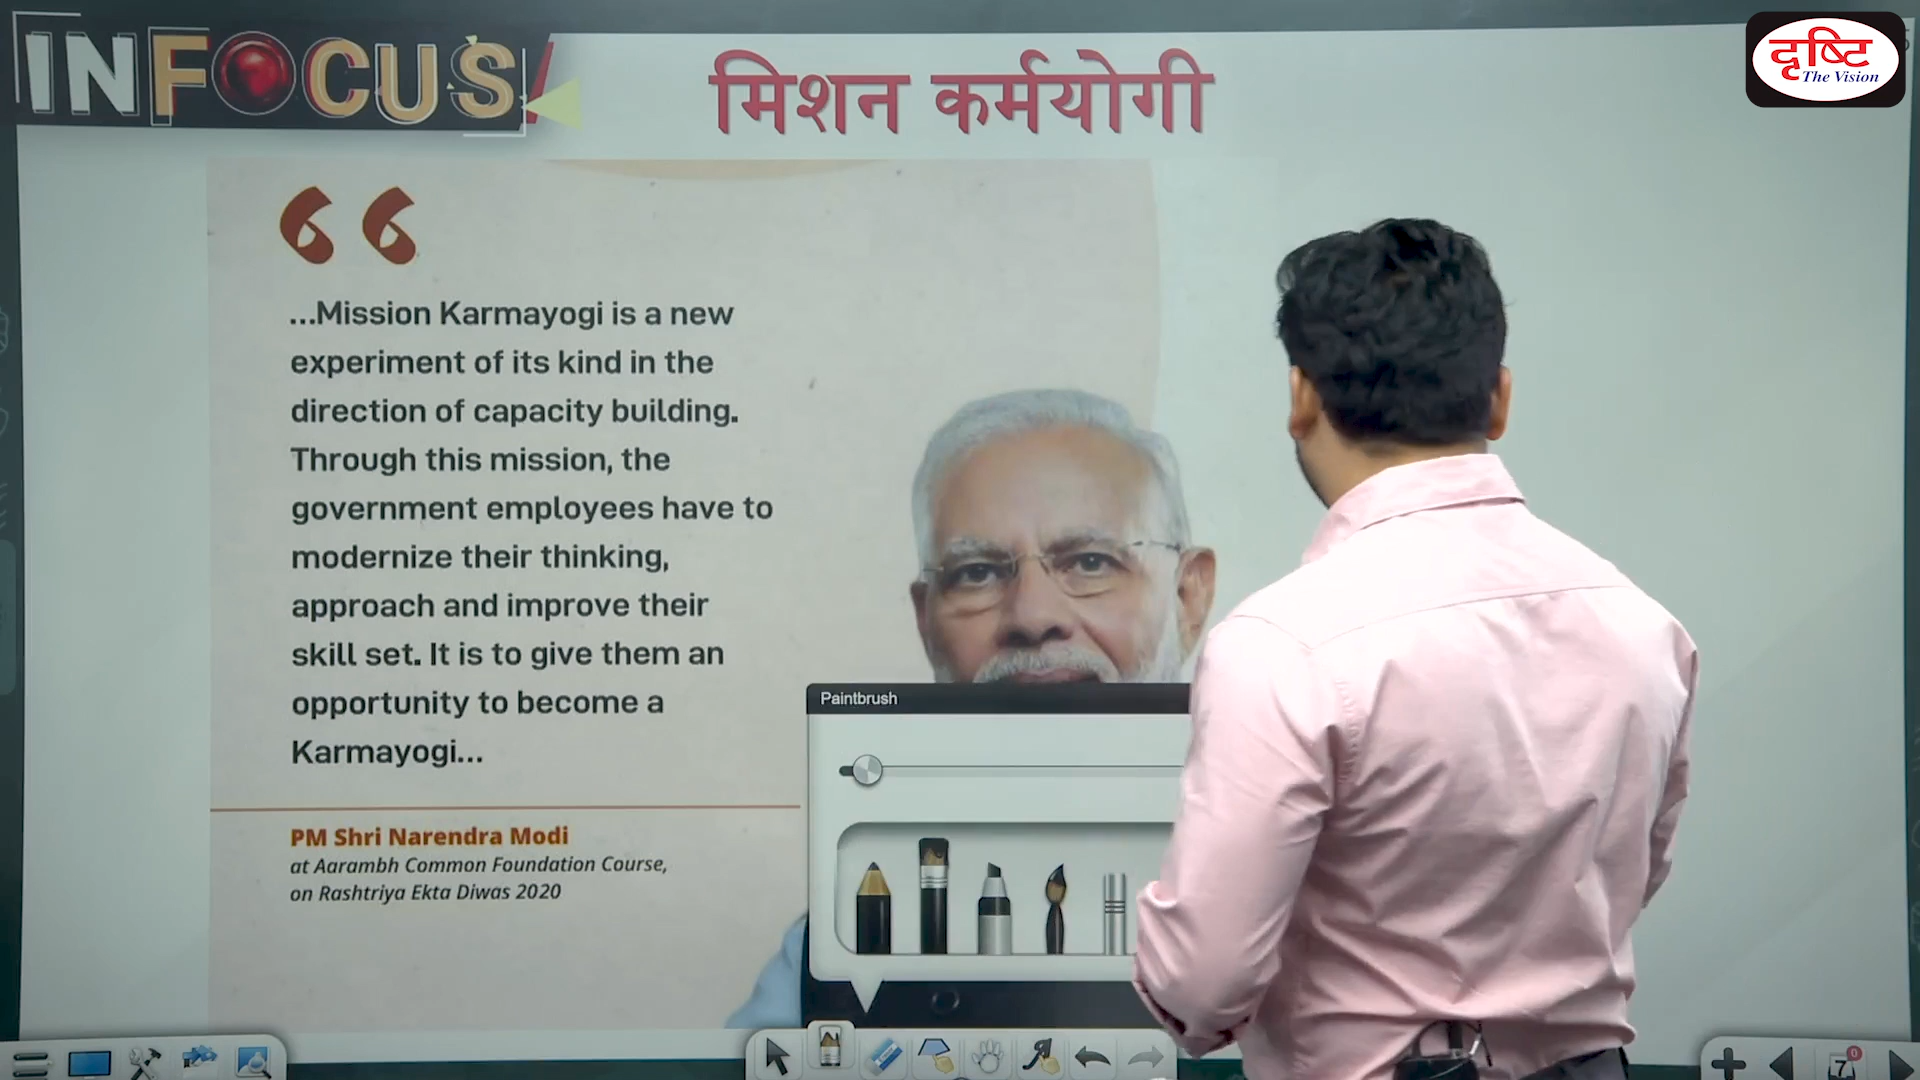 INFOCUS
मिशन कर्मयोगी
दृष्टि
The Vision
...Mission Karmayogi is a new
experiment of its kind in the
direction of capacity building.
Through this mission, the
government employees have to
modernize their thinking,
approach and improve their
skill set. It is to give them an
opportunity to become a
Karmayogi...
PM Shri Narendra Modi
at Aarambh Common Foundation Course,
on Rashtriya Ekta Diwas 2020
Paintbrush
7
0